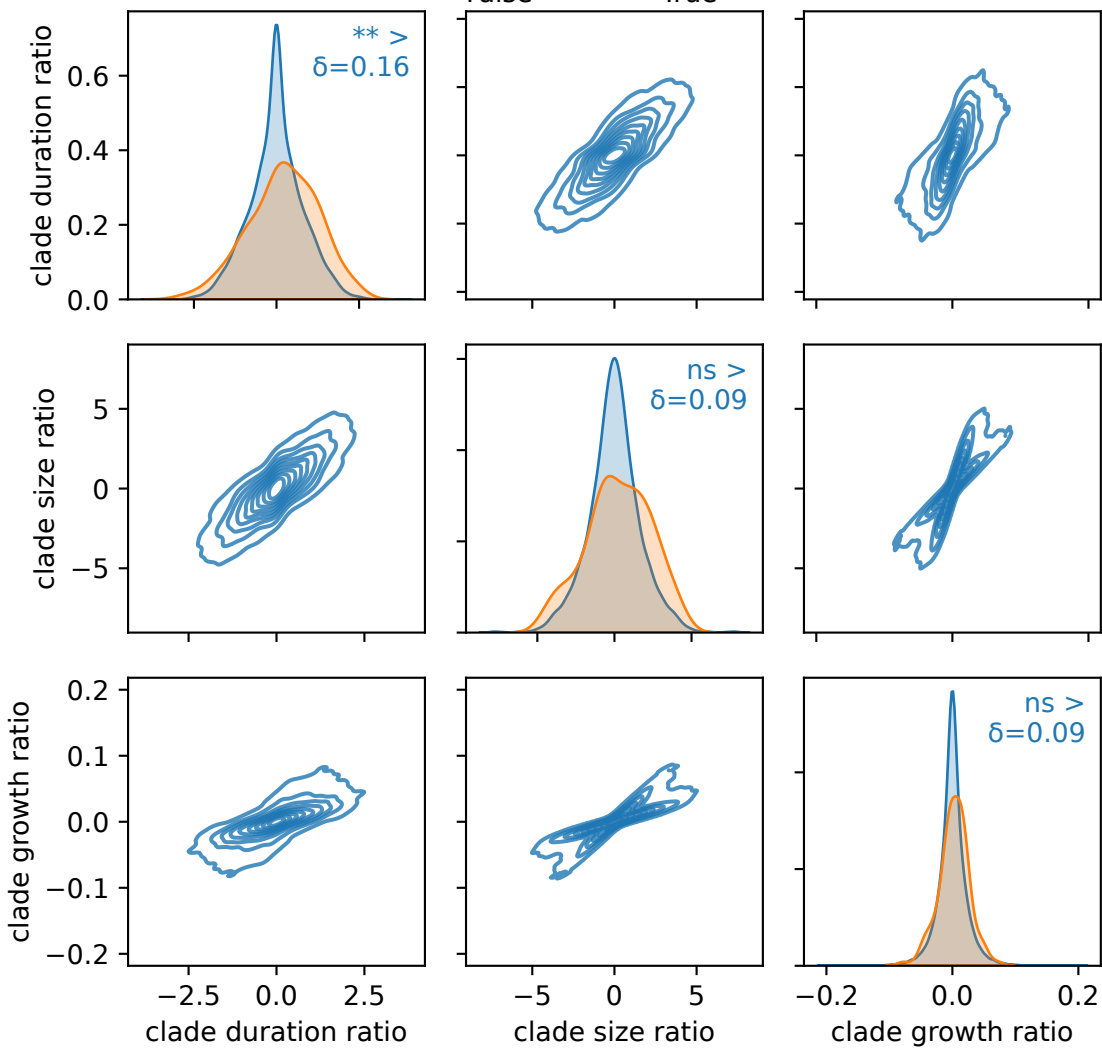 False True
clade duration ratio
0.6
0.4
0.2
0.0
** >
δ=0.16
clade size ratio
5
0
−5
ns >
δ=0.09
clade growth ratio
0.2
0.1
0.0
−0.1
−0.2
ns >
δ=0.09
−2.5 0.0 2.5
−5 0 5
−0.2 0.0 0.2
clade duration ratio
clade size ratio
clade growth ratio